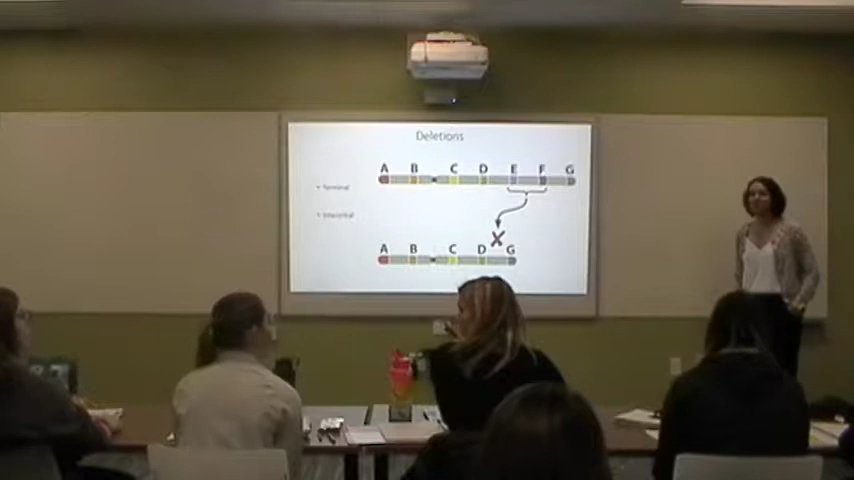 Deletions
A B C D E F G
• Terminal
• Interstitial
A B C D G